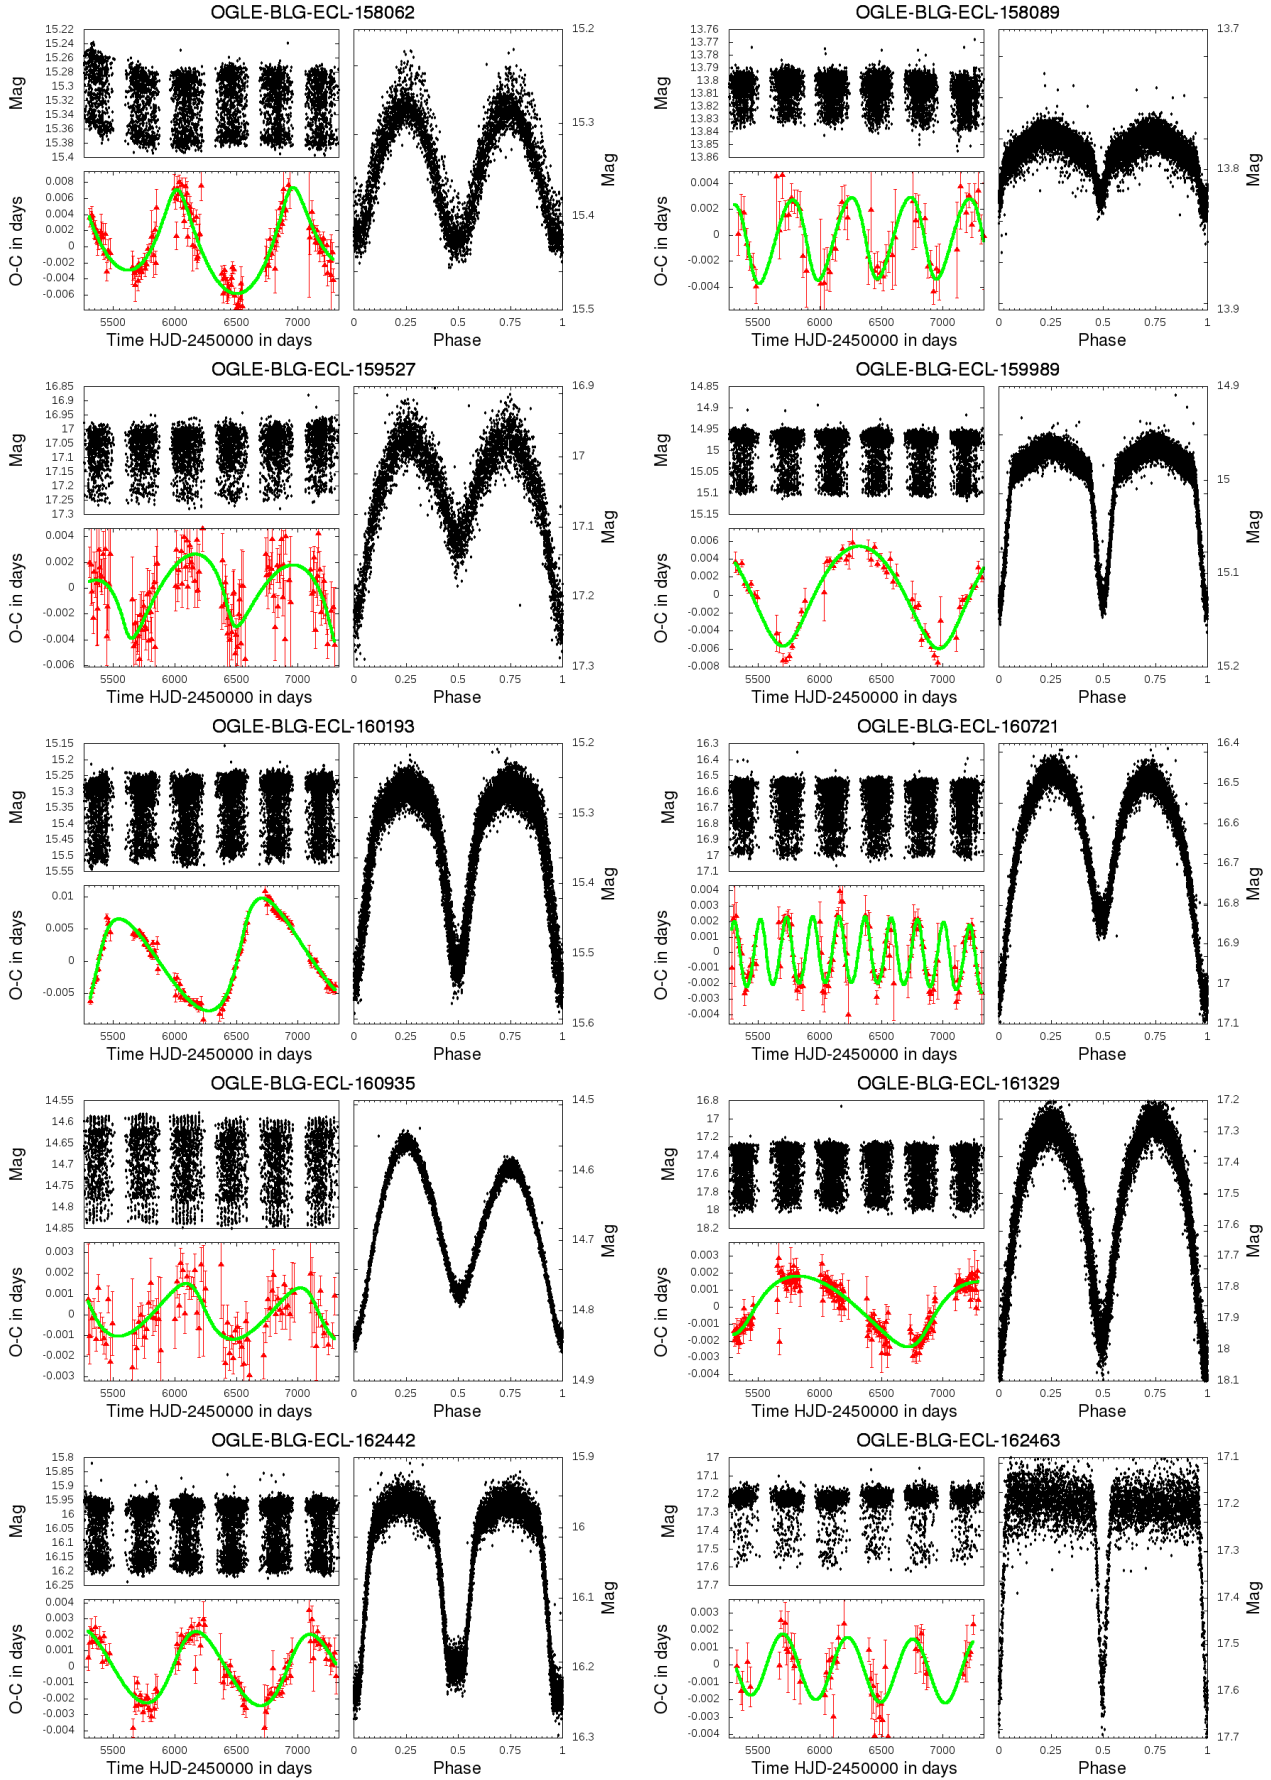 OGLE-BLG-ECL-158062
Mag
15.22
15.24
15.26
15.28
15.3
15.32
15.34
15.36
15.38
15.4
O-C in days
0.008
0.006
0.004
0.002
0
-0.002
-0.004
-0.006
5500 6000 6500 7000
Time HJD-2450000 in days
15.2
15.3
15.4
15.5
Mag
0 0.25 0.5 0.75 1
Phase
OGLE-BLG-ECL-158089
Mag
13.76
13.77
13.78
13.79
13.8
13.81
13.82
13.83
13.84
13.85
13.86
O-C in days
0.004
0.002
0
-0.002
-0.004
5500 6000 6500 7000
Time HJD-2450000 in days
13.7
13.8
13.9
Mag
0 0.25 0.5 0.75 1
Phase
OGLE-BLG-ECL-159527
Mag
16.85
16.9
16.95
17
17.05
17.1
17.15
17.2
17.25
17.3
O-C in days
0.004
0.002
0
-0.002
-0.004
-0.006
5500 6000 6500 7000
Time HJD-2450000 in days
16.9
17
17.1
17.2
17.3
Mag
0 0.25 0.5 0.75 1
Phase
OGLE-BLG-ECL-159989
Mag
14.85
14.9
14.95
15
15.05
15.1
15.15
O-C in days
0.006
0.004
0.002
0
-0.002
-0.004
-0.006
-0.008
5500 6000 6500 7000
Time HJD-2450000 in days
14.9
15
15.1
15.2
Mag
0 0.25 0.5 0.75 1
Phase
OGLE-BLG-ECL-160193
Mag
15.15
15.2
15.25
15.3
15.35
15.4
15.45
15.5
15.55
O-C in days
0.01
0.005
0
-0.005
5500 6000 6500 7000
Time HJD-2450000 in days
15.2
15.3
15.4
15.5
15.6
Mag
0 0.25 0.5 0.75 1
Phase
OGLE-BLG-ECL-160721
Mag
16.3
16.4
16.5
16.6
16.7
16.8
16.9
17
17.1
O-C in days
0.004
0.003
0.002
0.001
0
-0.001
-0.002
-0.003
-0.004
5500 6000 6500 7000
Time HJD-2450000 in days
16.4
16.5
16.6
16.7
16.8
16.9
17
17.1
Mag
0 0.25 0.5 0.75 1
Phase
OGLE-BLG-ECL-160935
Mag
14.55
14.6
14.65
14.7
14.75
14.8
14.85
O-C in days
0.003
0.002
0.001
0
-0.001
-0.002
-0.003
5500 6000 6500 7000
Time HJD-2450000 in days
14.5
14.6
14.7
14.8
14.9
Mag
0 0.25 0.5 0.75 1
Phase
OGLE-BLG-ECL-161329
Mag
16.8
17
17.2
17.4
17.6
17.8
18
18.2
O-C in days
0.003
0.002
0.001
0
-0.001
-0.002
-0.003
-0.004
5500 6000 6500 7000
Time HJD-2450000 in days
17.2
17.3
17.4
17.5
17.6
17.7
17.8
17.9
18
18.1
Mag
0 0.25 0.5 0.75 1
Phase
OGLE-BLG-ECL-162442
Mag
15.8
15.85
15.9
15.95
16
16.05
16.1
16.15
16.2
16.25
O-C in days
0.004
0.003
0.002
0.001
0
-0.001
-0.002
-0.003
-0.004
5500 6000 6500 7000
Time HJD-2450000 in days
15.9
16
16.1
16.2
16.3
Mag
0 0.25 0.5 0.75 1
Phase
OGLE-BLG-ECL-162463
Mag
17
17.1
17.2
17.3
17.4
17.5
17.6
17.7
O-C in days
0.003
0.002
0.001
0
-0.001
-0.002
-0.003
-0.004
5500 6000 6500 7000
Time HJD-2450000 in days
17.1
17.2
17.3
17.4
17.5
17.6
17.7
Mag
0 0.25 0.5 0.75 1
Phase